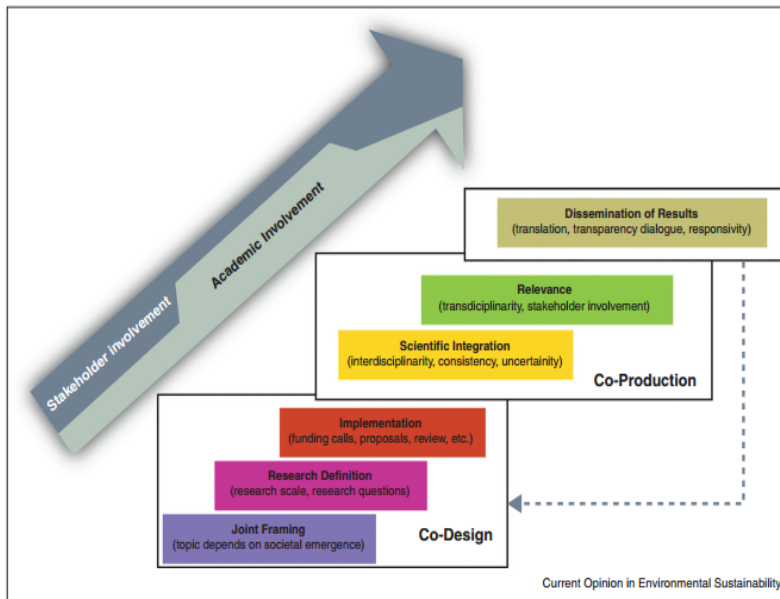 Stakeholder involvement
Academic Involvement
Dissemination of Results
(translation, transparency dialogue, responsivity)
Relevance
(transdiciplinarity, stakeholder involvement)
Scientific Integration
(interdisciplinarity, consistency, uncertainity)
Co-Production
Implementation
(funding calls, proposals, review, etc.)
Research Definition
(research scale, research questions)
Joint Framing
(topic depends on societal emergence)
Co-Design
Current Opinion in Environmental Sustainability